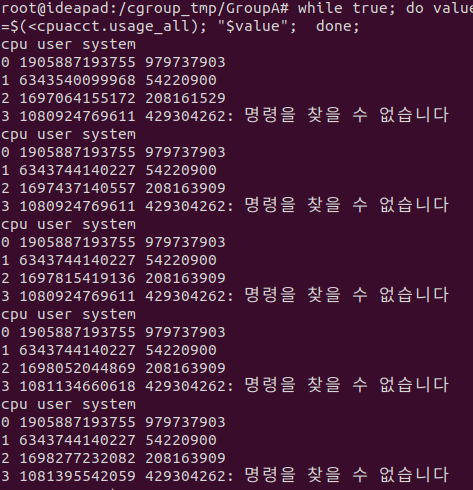 root@ideapad:/cgroup_tmp/GroupA# while true; do value
=$(<cpuacct.usage_all); "$value";  done;
cpu user system
0 1905887193755 979737903
1 6343540099968 54220900
2 1697064155172 208161529
3 1080924769611 429304262: 명령을 찾을 수 없습니다
cpu user system
0 1905887193755 979737903
1 6343744140227 54220900
2 1697437140557 208163909
3 1080924769611 429304262: 명령을 찾을 수 없습니다
cpu user system
0 1905887193755 979737903
1 6343744140227 54220900
2 1697815419136 208163909
3 1080924769611 429304262: 명령을 찾을 수 없습니다
cpu user system
0 1905887193755 979737903
1 6343744140227 54220900
2 1698052044869 208163909
3 1081134660618 429304262: 명령을 찾을 수 없습니다
cpu user system
0 1905887193755 979737903
1 6343744140227 54220900
2 1698277232082 208163909
3 1081395542059 429304262: 명령을 찾을 수 없습니다